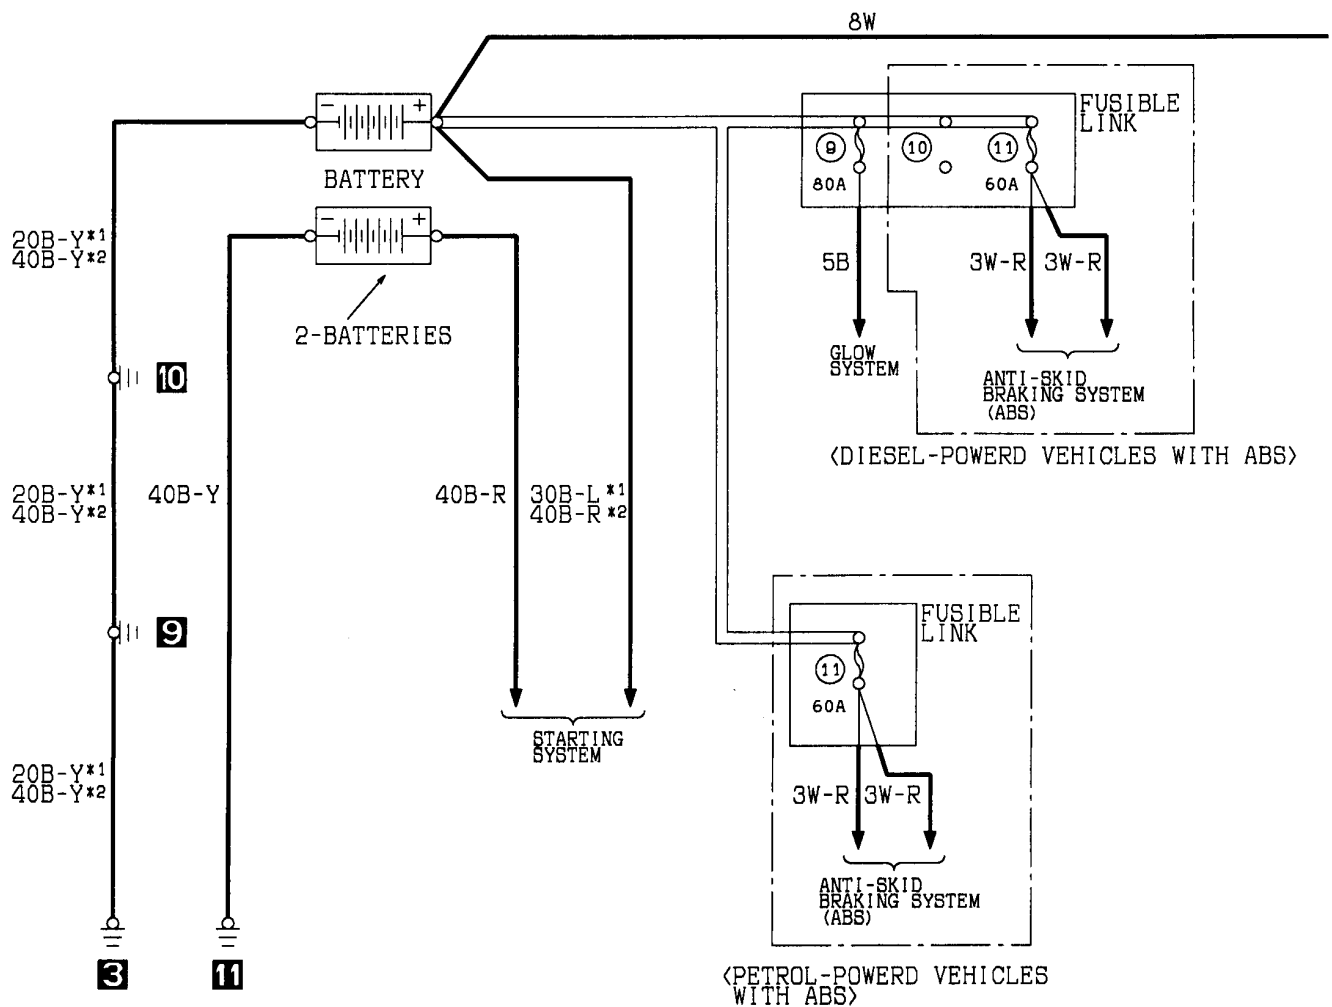 8W
FUSIBLE
LINK
-
+
9
10
11
80A
60A
BATTERY
-
+
20B-Y*1
40B-Y*2
5B
3W-R
3W-R
2-BATTERIES
GLOW
SYSTEM
10
ANTI-SKID
BRAKING SYSTEM
(ABS)
<DIESEL-POWERD VEHICLES WITH ABS>
20B-Y*1
40B-Y*2
40B-Y
40B-R
30B-L*1
40B-R*2
FUSIBLE
LINK
9
11
60A
STARTING
SYSTEM
20B-Y*1
40B-Y*2
3W-R
3W-R
ANTI-SKID
BRAKING SYSTEM
(ABS)
3
11
<PETROL-POWERD VEHICLES
WITH ABS>